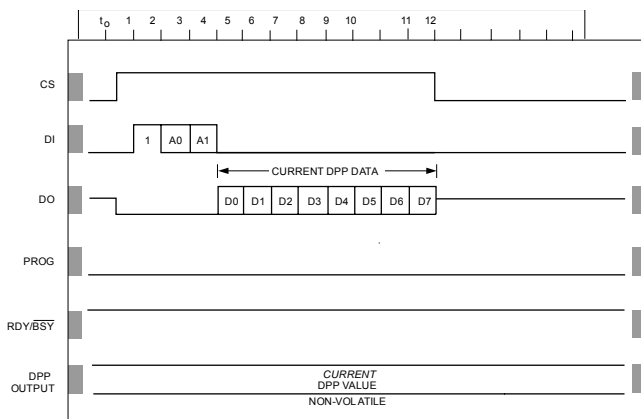 to 1 2 3 4 5 6 7 8 9 10 11 12
CS
DI 1 A0 A1
CURRENT DPP DATA
DO D0 D1 D2 D3 D4 D5 D6 D7
PROG
RDY/BSY
DPP
OUTPUT
CURRENT
DPP VALUE
NON-VOLATILE